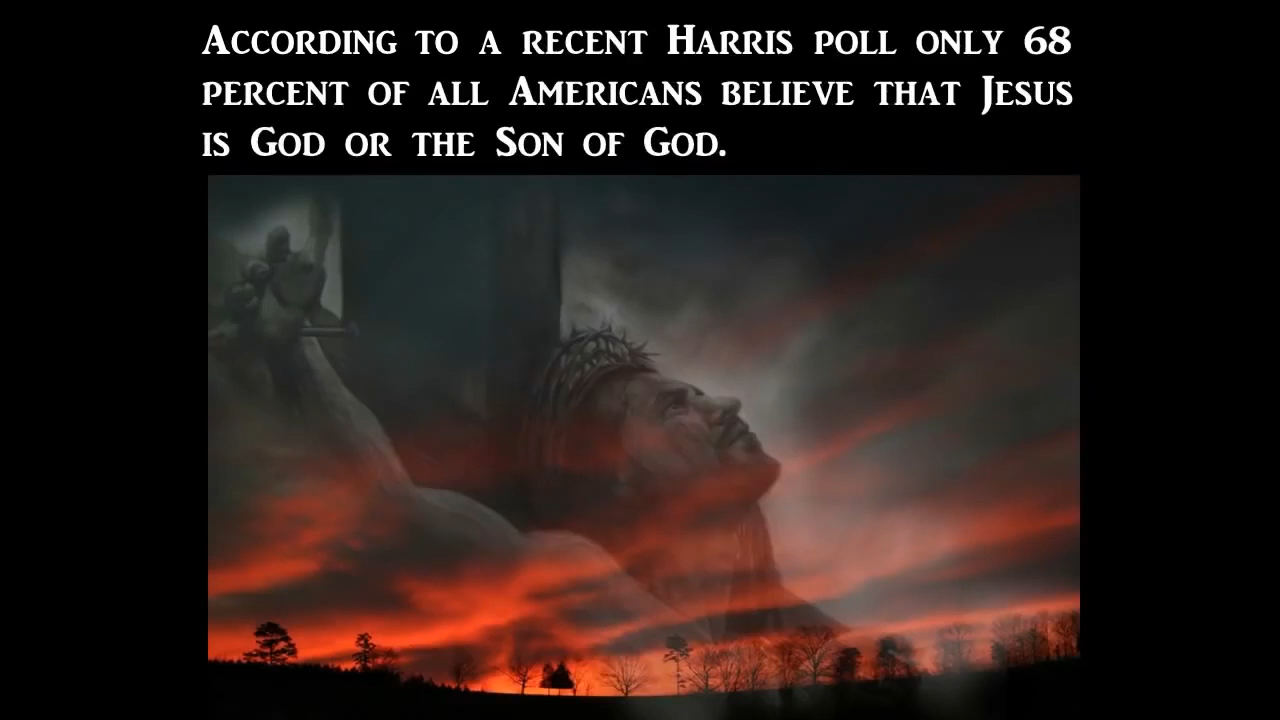 According to a recent Harris poll only 68
percent of all Americans believe that Jesus
is God or the Son of God.